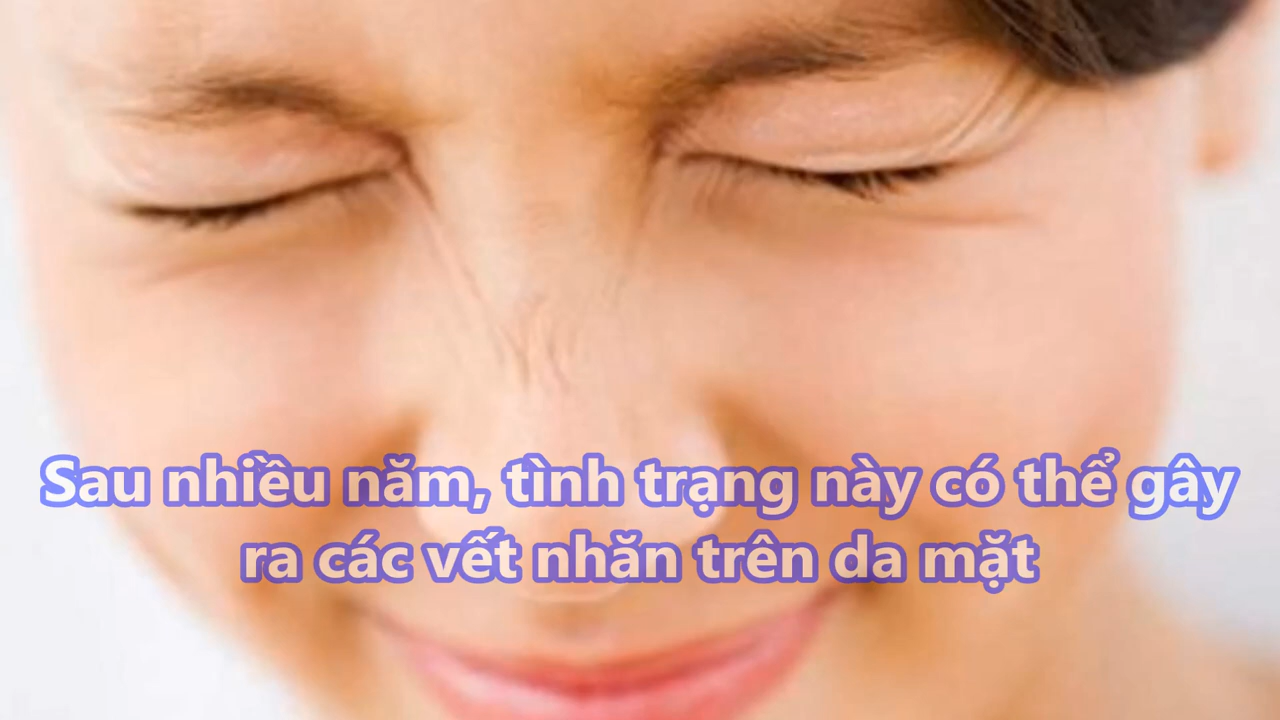 Sau nhiều năm, tình trạng này có thể gây
ra các vết nhăn trên da mặt